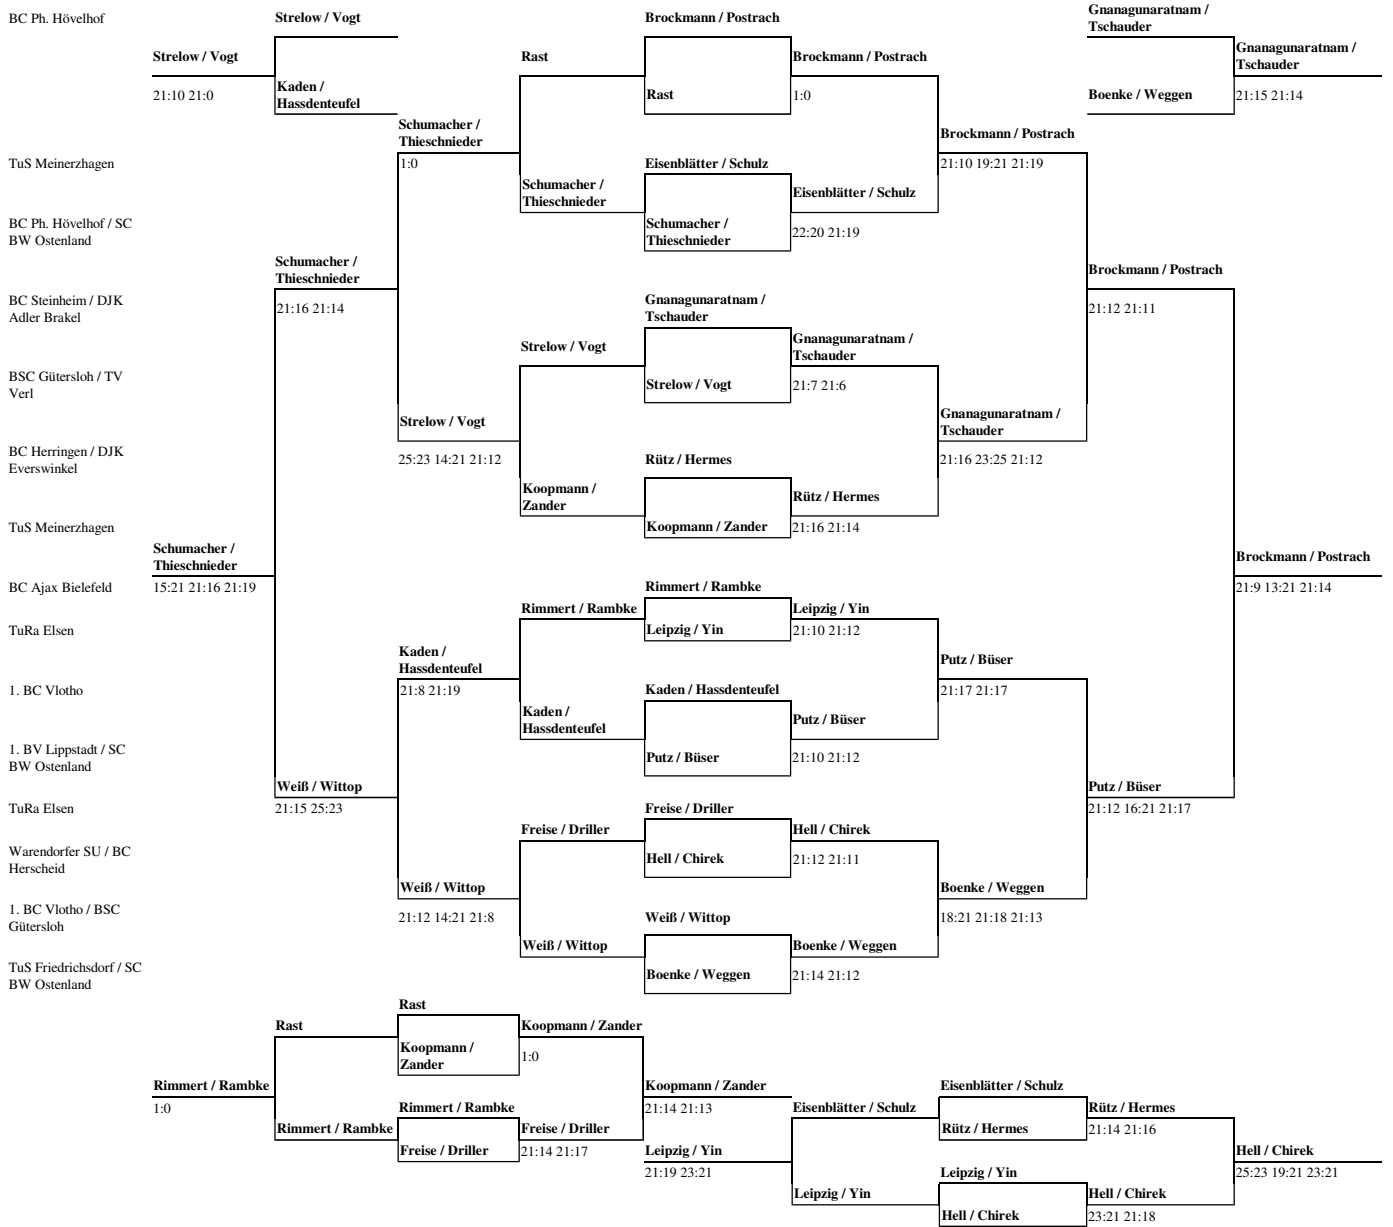 BC Ph. Hövelhof
Strelow / Vogt
Brockmann / Postrach
Gnanagunaratnam /
Tschauder
Strelow / Vogt
Rast
Brockmann / Postrach
Gnanagunaratnam /
Tschauder
21:10 21:0
Kaden /
Hassdenteufel
Rast
1:0
Boenke / Weggen
21:15 21:14
Schumacher /
Thieschnieder
Brockmann / Postrach
TuS Meinerzhagen
1:0
Eisenblätter / Schulz
21:10 19:21 21:19
Schumacher /
Thieschnieder
Eisenblätter / Schulz
BC Ph. Hövelhof / SC
BW Ostenland
Schumacher /
Thieschnieder
22:20 21:19
Schumacher /
Thieschnieder
Brockmann / Postrach
BC Steinheim / DJK
Adler Brakel
21:16 21:14
Gnanagunaratnam /
Tschauder
21:12 21:11
Strelow / Vogt
Gnanagunaratnam /
Tschauder
BSC Gütersloh / TV
Verl
Strelow / Vogt
21:7 21:6
Strelow / Vogt
Gnanagunaratnam /
Tschauder
BC Herringen / DJK
Everswinkel
25:23 14:21 21:12
Rütz / Hermes
21:16 23:25 21:12
Koopmann /
Zander
Rütz / Hermes
TuS Meinerzhagen
Koopmann / Zander
21:16 21:14
Schumacher /
Thieschnieder
Brockmann / Postrach
BC Ajax Bielefeld
15:21 21:16 21:19
Rimmert / Rambke
21:9 13:21 21:14
Rimmert / Rambke
Leipzig / Yin
TuRa Elsen
Leipzig / Yin
21:10 21:12
Kaden /
Hassdenteufel
Putz / Büser
1. BC Vlotho
21:8 21:19
Kaden / Hassdenteufel
21:17 21:17
Kaden /
Hassdenteufel
Putz / Büser
1. BV Lippstadt / SC
BW Ostenland
Putz / Büser
21:10 21:12
Weiß / Wittop
Putz / Büser
TuRa Elsen
21:15 25:23
Freise / Driller
21:12 16:21 21:17
Freise / Driller
Hell / Chirek
Warendorfer SU / BC
Herscheid
Hell / Chirek
21:12 21:11
Weiß / Wittop
Boenke / Weggen
1. BC Vlotho / BSC
Gütersloh
21:12 14:21 21:8
Weiß / Wittop
18:21 21:18 21:13
Weiß / Wittop
Boenke / Weggen
TuS Friedrichsdorf / SC
BW Ostenland
Boenke / Weggen
21:14 21:12
Rast
Rast
Koopmann / Zander
Koopmann /
Zander
1:0
Rimmert / Rambke
Koopmann / Zander
Eisenblätter / Schulz
1:0
Rimmert / Rambke
21:14 21:13
Eisenblätter / Schulz
Rütz / Hermes
Rimmert / Rambke
Freise / Driller
Rütz / Hermes
21:14 21:16
Freise / Driller
21:14 21:17
Leipzig / Yin
Hell / Chirek
21:19 23:21
Leipzig / Yin
25:23 19:21 23:21
Leipzig / Yin
Hell / Chirek
Hell / Chirek
23:21 21:18